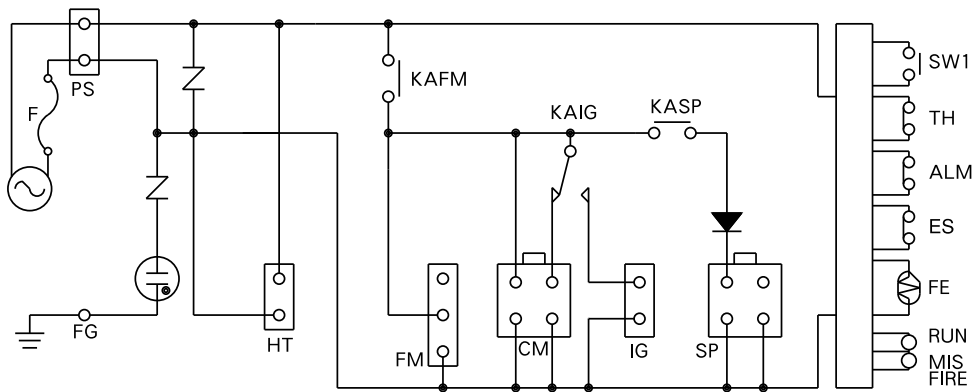 PS
F
KAFM
SW1
KAIG
KASP
TH
ALM
ES
FE
FG
HT
FM
CM
IG
SP
RUN
MIS
FIRE